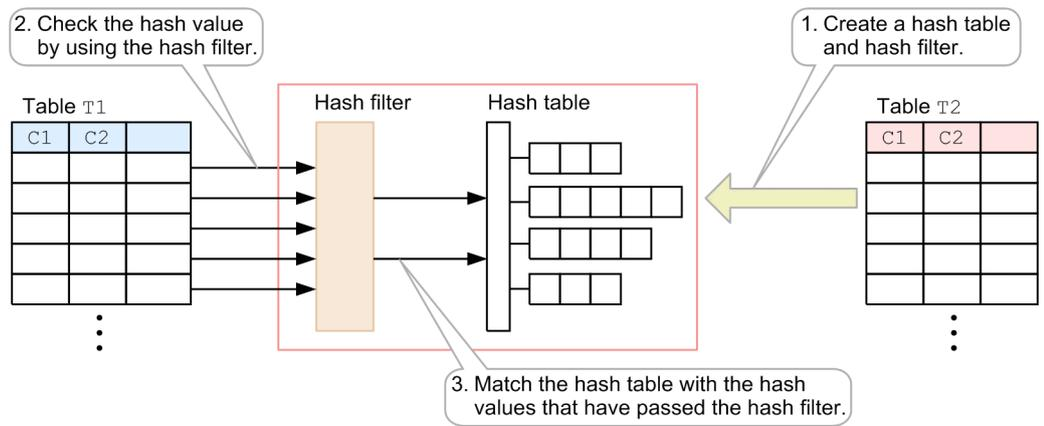 2. Check the hash value
by using the hash filter.
1. Create a hash table
and hash filter.
Table T1
Hash filter
Hash table
Table T2
C1 C2
C1 C2
3. Match the hash table with the hash
values that have passed the hash filter.